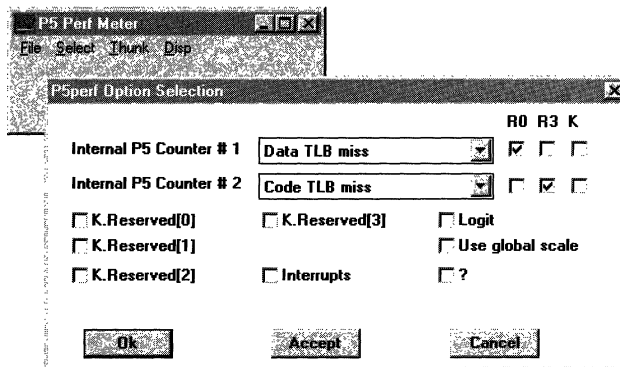 P5 Perf Meter
File Select Thunk Disp
P5perf Option Selection
R0 R3 K
Internal P5 Counter # 1 Data TLB miss
Internal P5 Counter # 2 Code TLB miss
K.Reserved[0] K.Reserved[3] Logit
K.Reserved[1] Use global scale
K.Reserved[2] Interrupts ?
Ok Accept Cancel